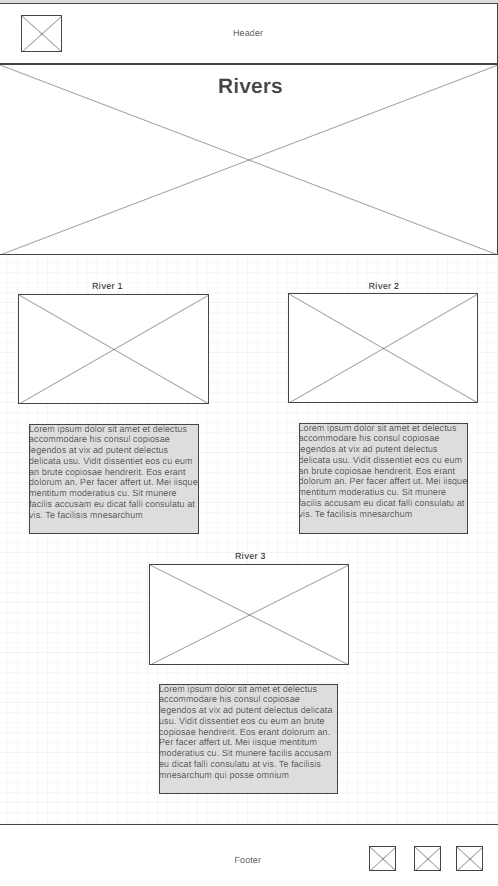 Header
Rivers
River 1
River 2
Lorem ipsum dolor sit amet et delectus
accommodare his consul copiosae
legendos at vix ad putent delectus
delicata usu. Vidit dissentiet eos cu eum
an brute copiosae hendrerit. Eos erant
dolorum an. Per facer affert ut. Mei iisque
mentitum moderatius cu. Sit munere
facilis accusam eu dicat falli consulatu at
vis. Te facilisis mnesarchum
Lorem ipsum dolor sit amet et delectus
accommodare his consul copiosae
legendos at vix ad putent delectus
delicata usu. Vidit dissentiet eos cu eum
an brute copiosae hendrerit. Eos erant
dolorum an. Per facer affert ut. Mei iisque
mentitum moderatius cu. Sit munere
facilis accusam eu dicat falli consulatu at
vis. Te facilisis mnesarchum
River 3
Lorem ipsum dolor sit amet et delectus
accommodare his consul copiosae
legendos at vix ad putent delectus delicata
usu. Vidit dissentiet eos cu eum an brute
copiosae hendrerit. Eos erant dolorum an.
Per facer affert ut. Mei iisque mentitum
moderatius cu. Sit munere facilis accusam
eu dicat falli consulatu at vis. Te facilisis
mnesarchum qui posse omnium
Footer